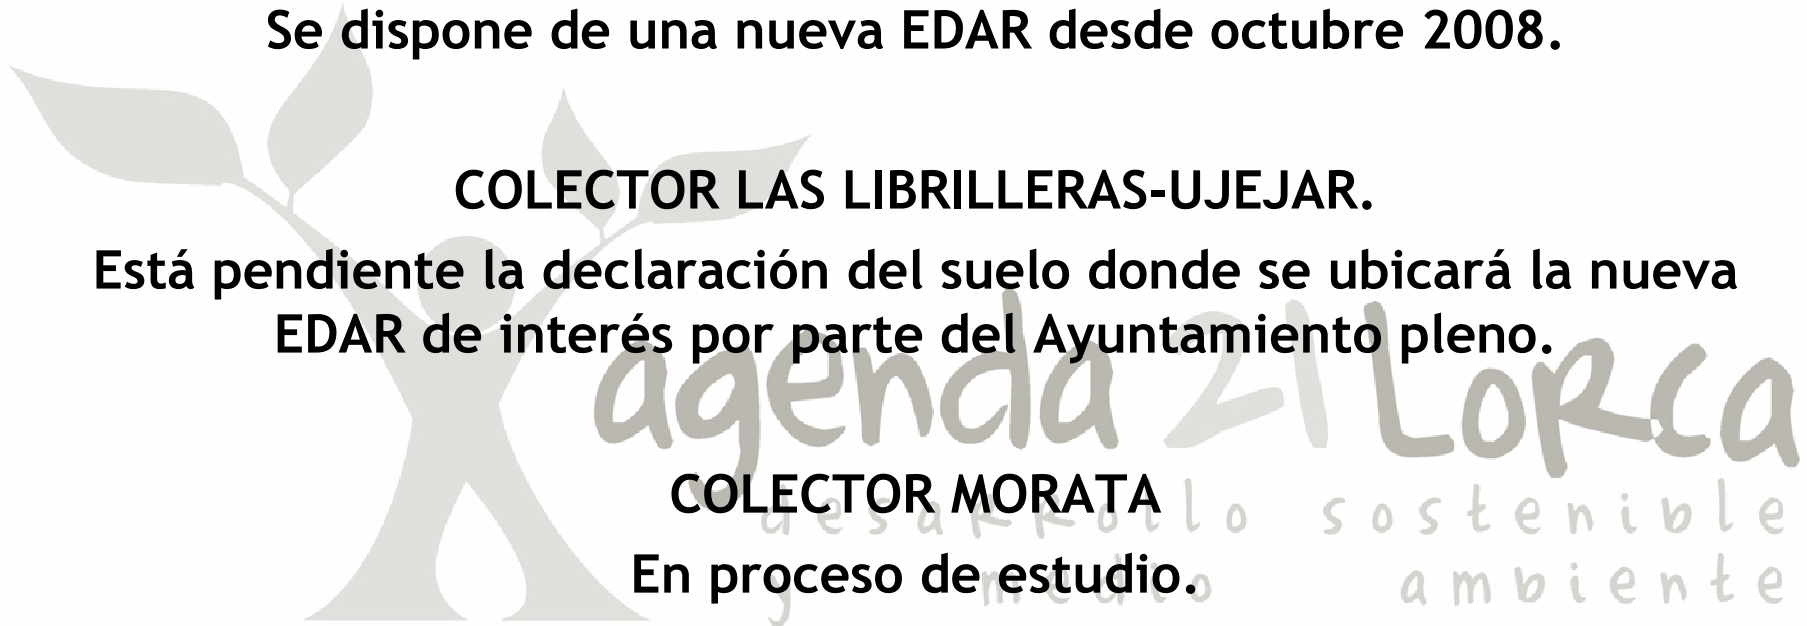 Se dispone de una nueva EDAR desde octubre 2008.
COLECTOR LAS LIBRILLERAS-UJEJAR.
Está pendiente la declaración del suelo donde se ubicará la nueva
EDAR de interés por parte del Ayuntamiento pleno.
agenda 21 Lorca
COLECTOR MORATA
desarrollo sostenible
En proceso de estudio.
y medio ambiente